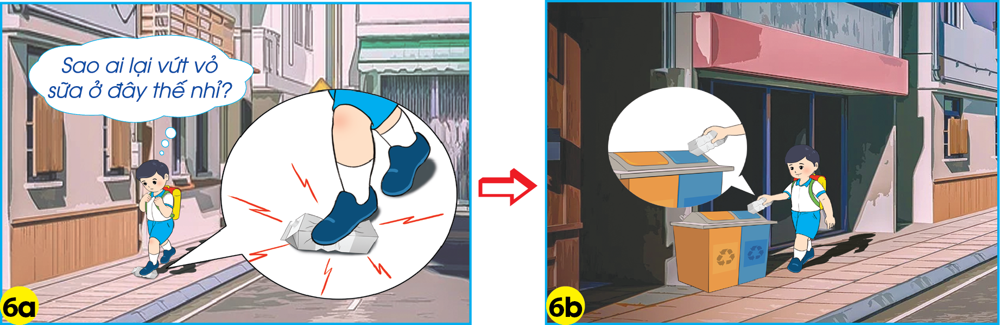 Sao ai lại vứt vỏ
sữa ở đây thế nhỉ?
6a
6b